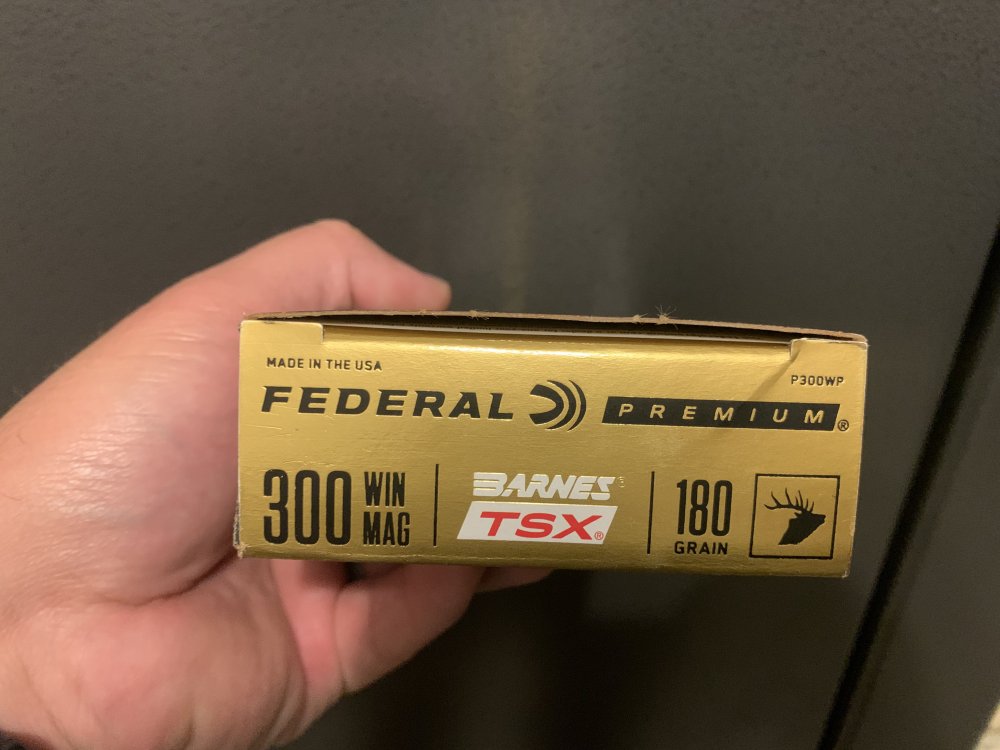 MADE IN THE USA
P300WP
FEDERAL PREMIUM®
300 WIN MAG
BARNES®
TSX®
180 GRAIN